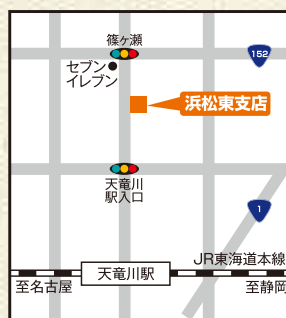 篠ヶ瀬
152
セブン
イレブン
浜松東支店
天竜川
駅入口
1
JR東海道本線
天竜川駅
至名古屋
至静岡